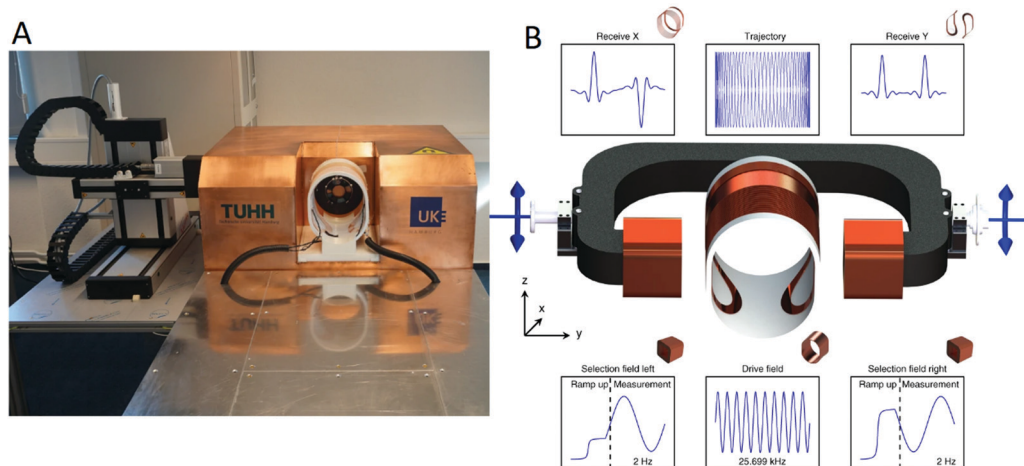 A
TUHH
UKE
HAMBURG
B
Receive X
Trajectory
Receive Y
z
x
y
Selection field left
Drive field
Selection field right
Ramp up Measurement
Ramp up Measurement
2 Hz
25.699 kHz
2 Hz